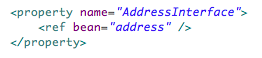 <property name="AddressInterface">
    <ref bean="address" />
</property>